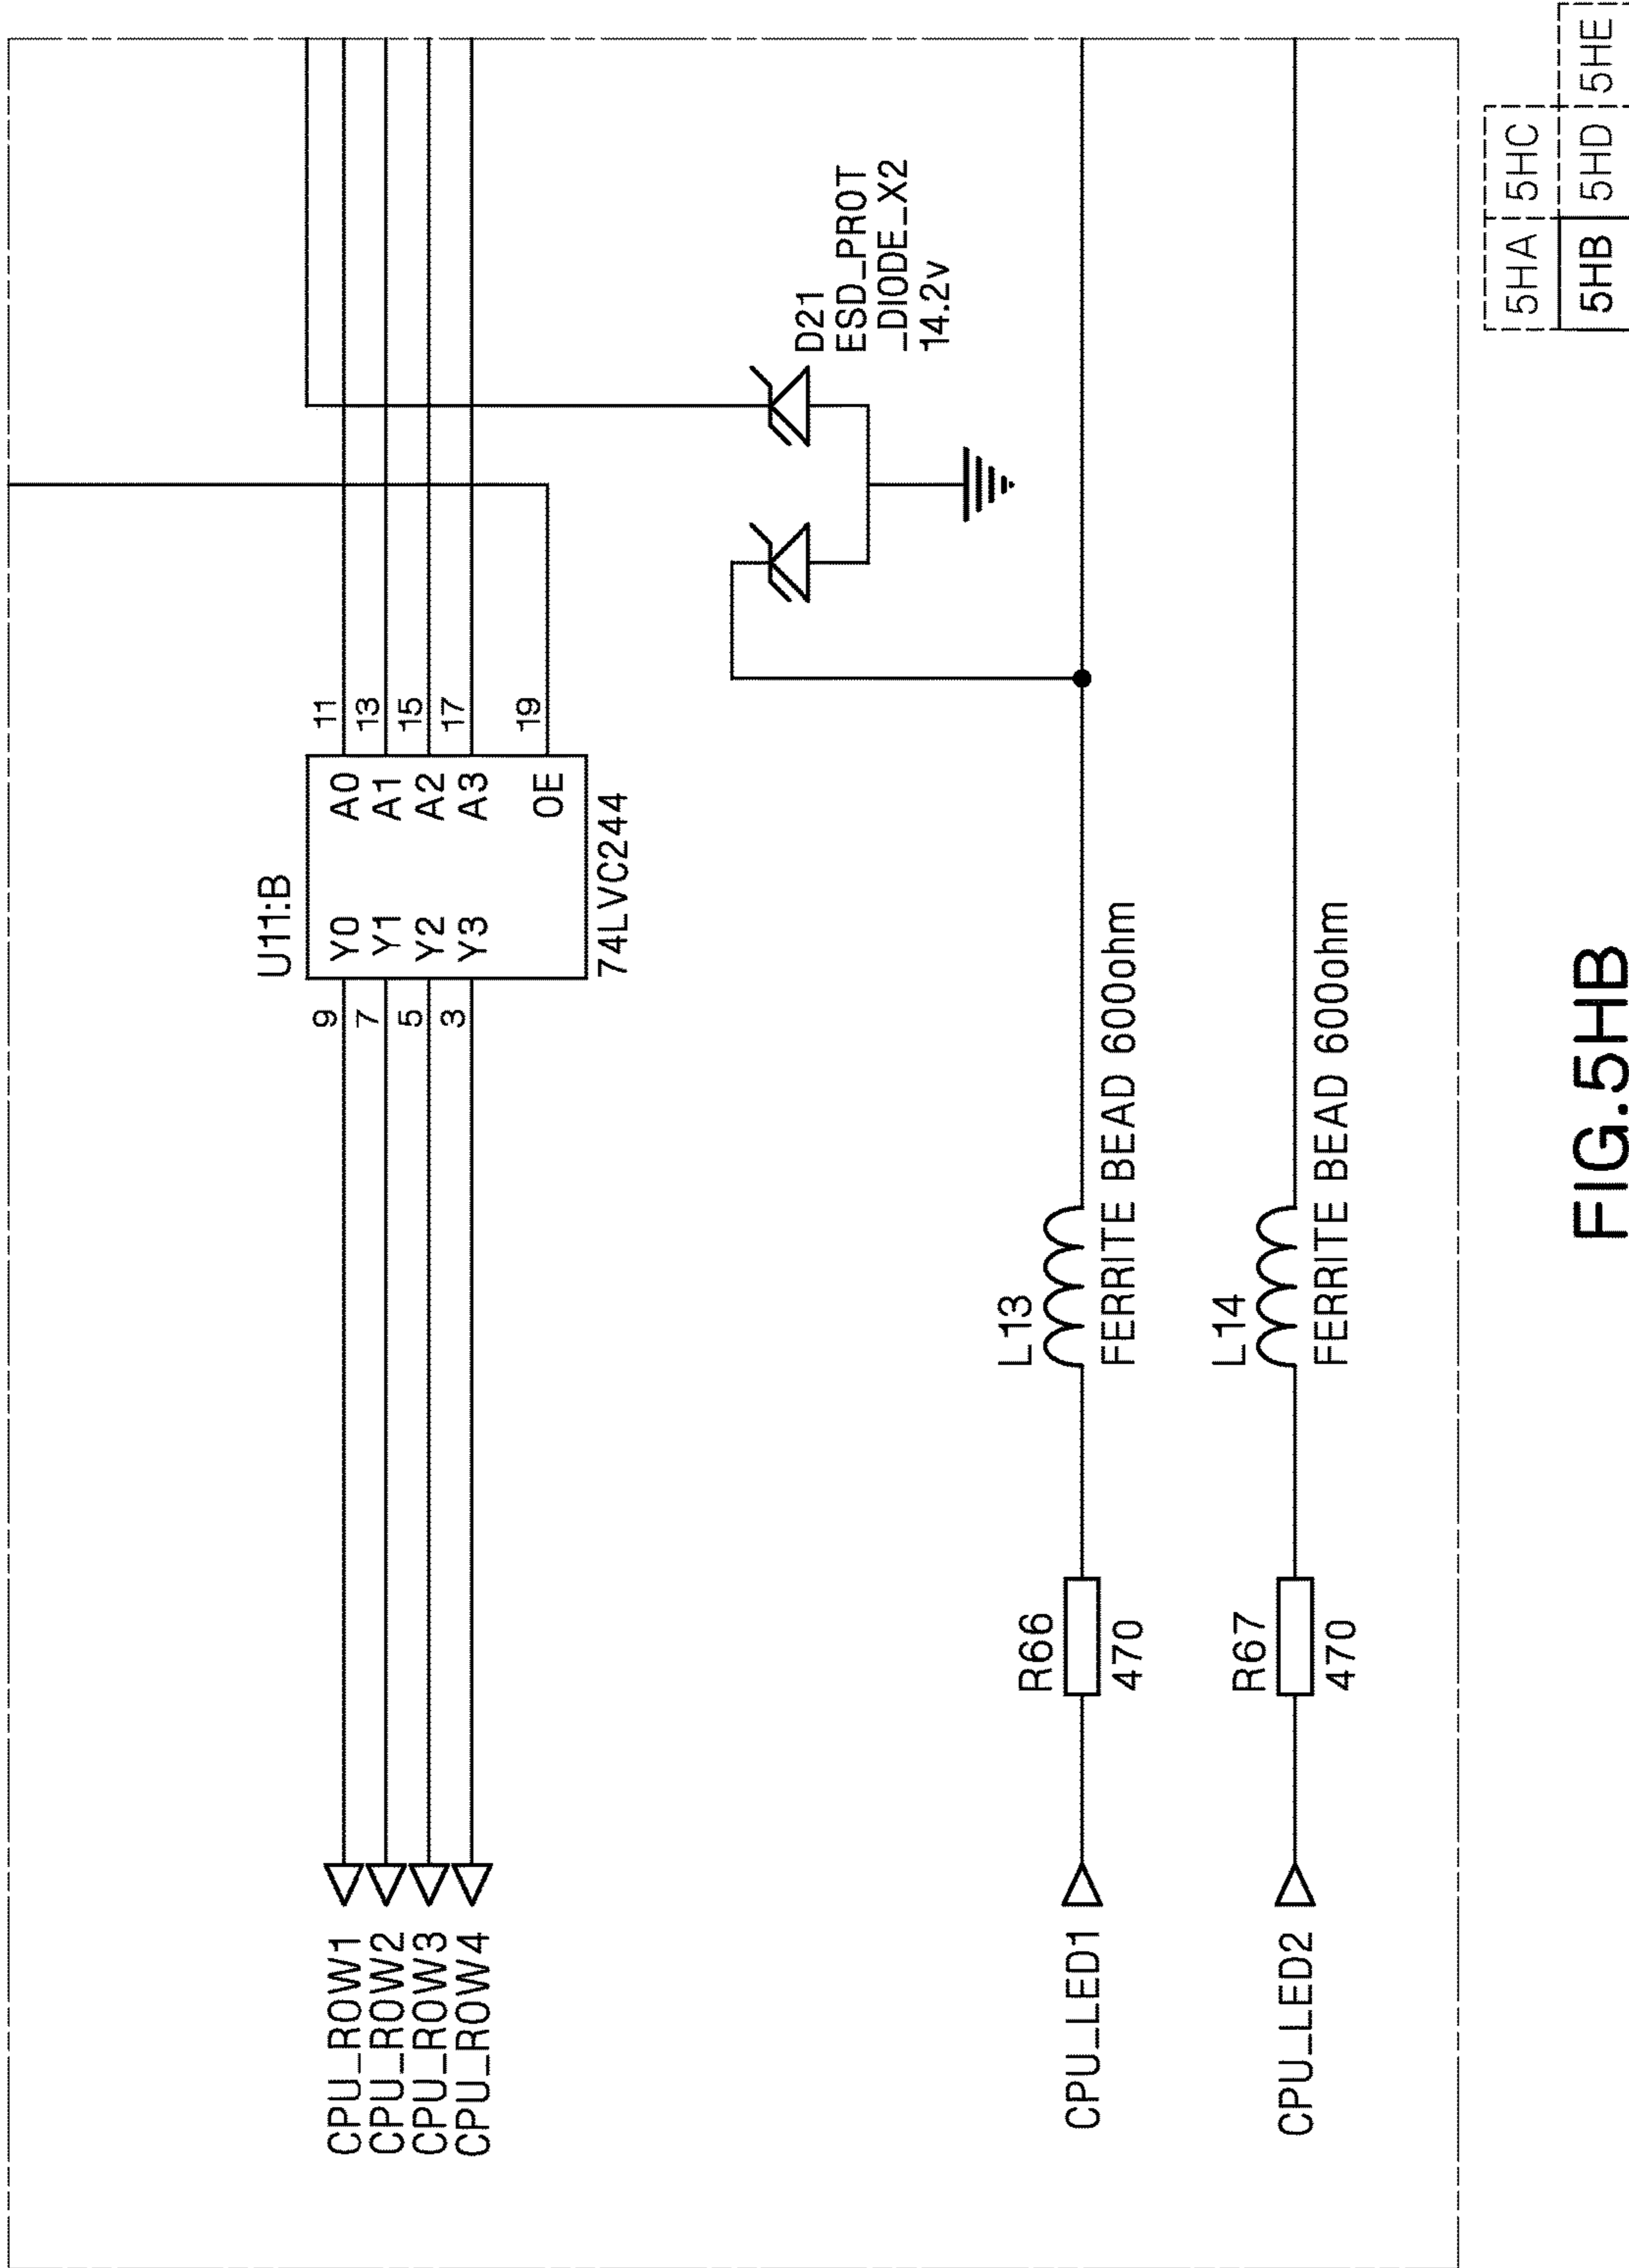 U11:B
9 Y0 A0 11
7 Y1 A1 13
5 Y2 A2 15
3 Y3 A3 17
OE 19
74LVC244
CPU_ROW1
CPU_ROW2
CPU_ROW3
CPU_ROW4
D21
ESD_PROT
_DIODE_X2
14.2v
L13
R66
CPU_LED1
470
FERRITE BEAD 600ohm
L14
R67
CPU_LED2
470
FERRITE BEAD 600ohm
5HA 5HC
5HB 5HD 5HE
FIG.5HB